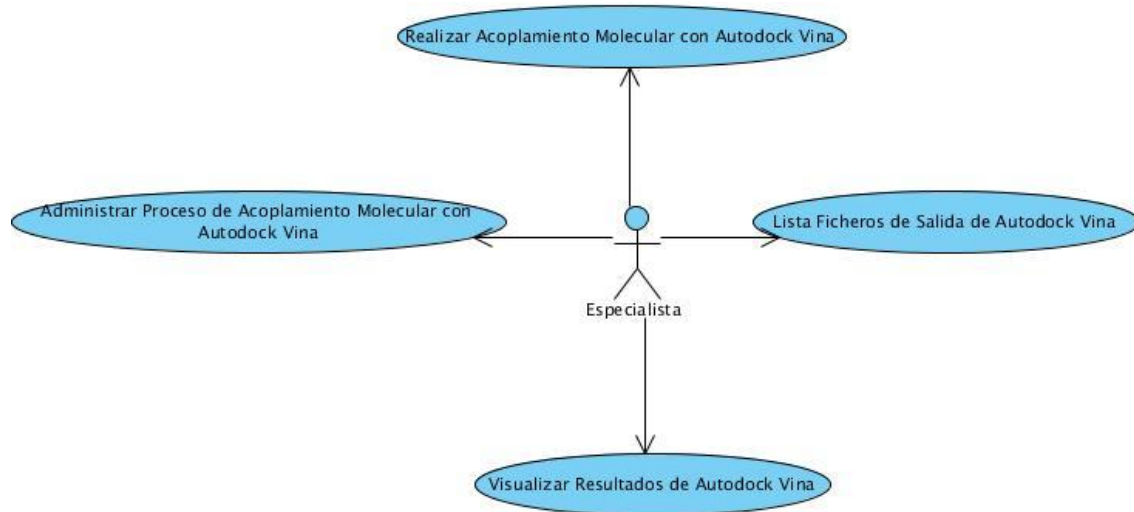 Realizar Acoplamiento Molecular con Autodock Vina
Administrar Proceso de Acoplamiento Molecular con
Autodock Vina
Lista Ficheros de Salida de Autodock Vina
Especialista
Visualizar Resultados de Autodock Vina